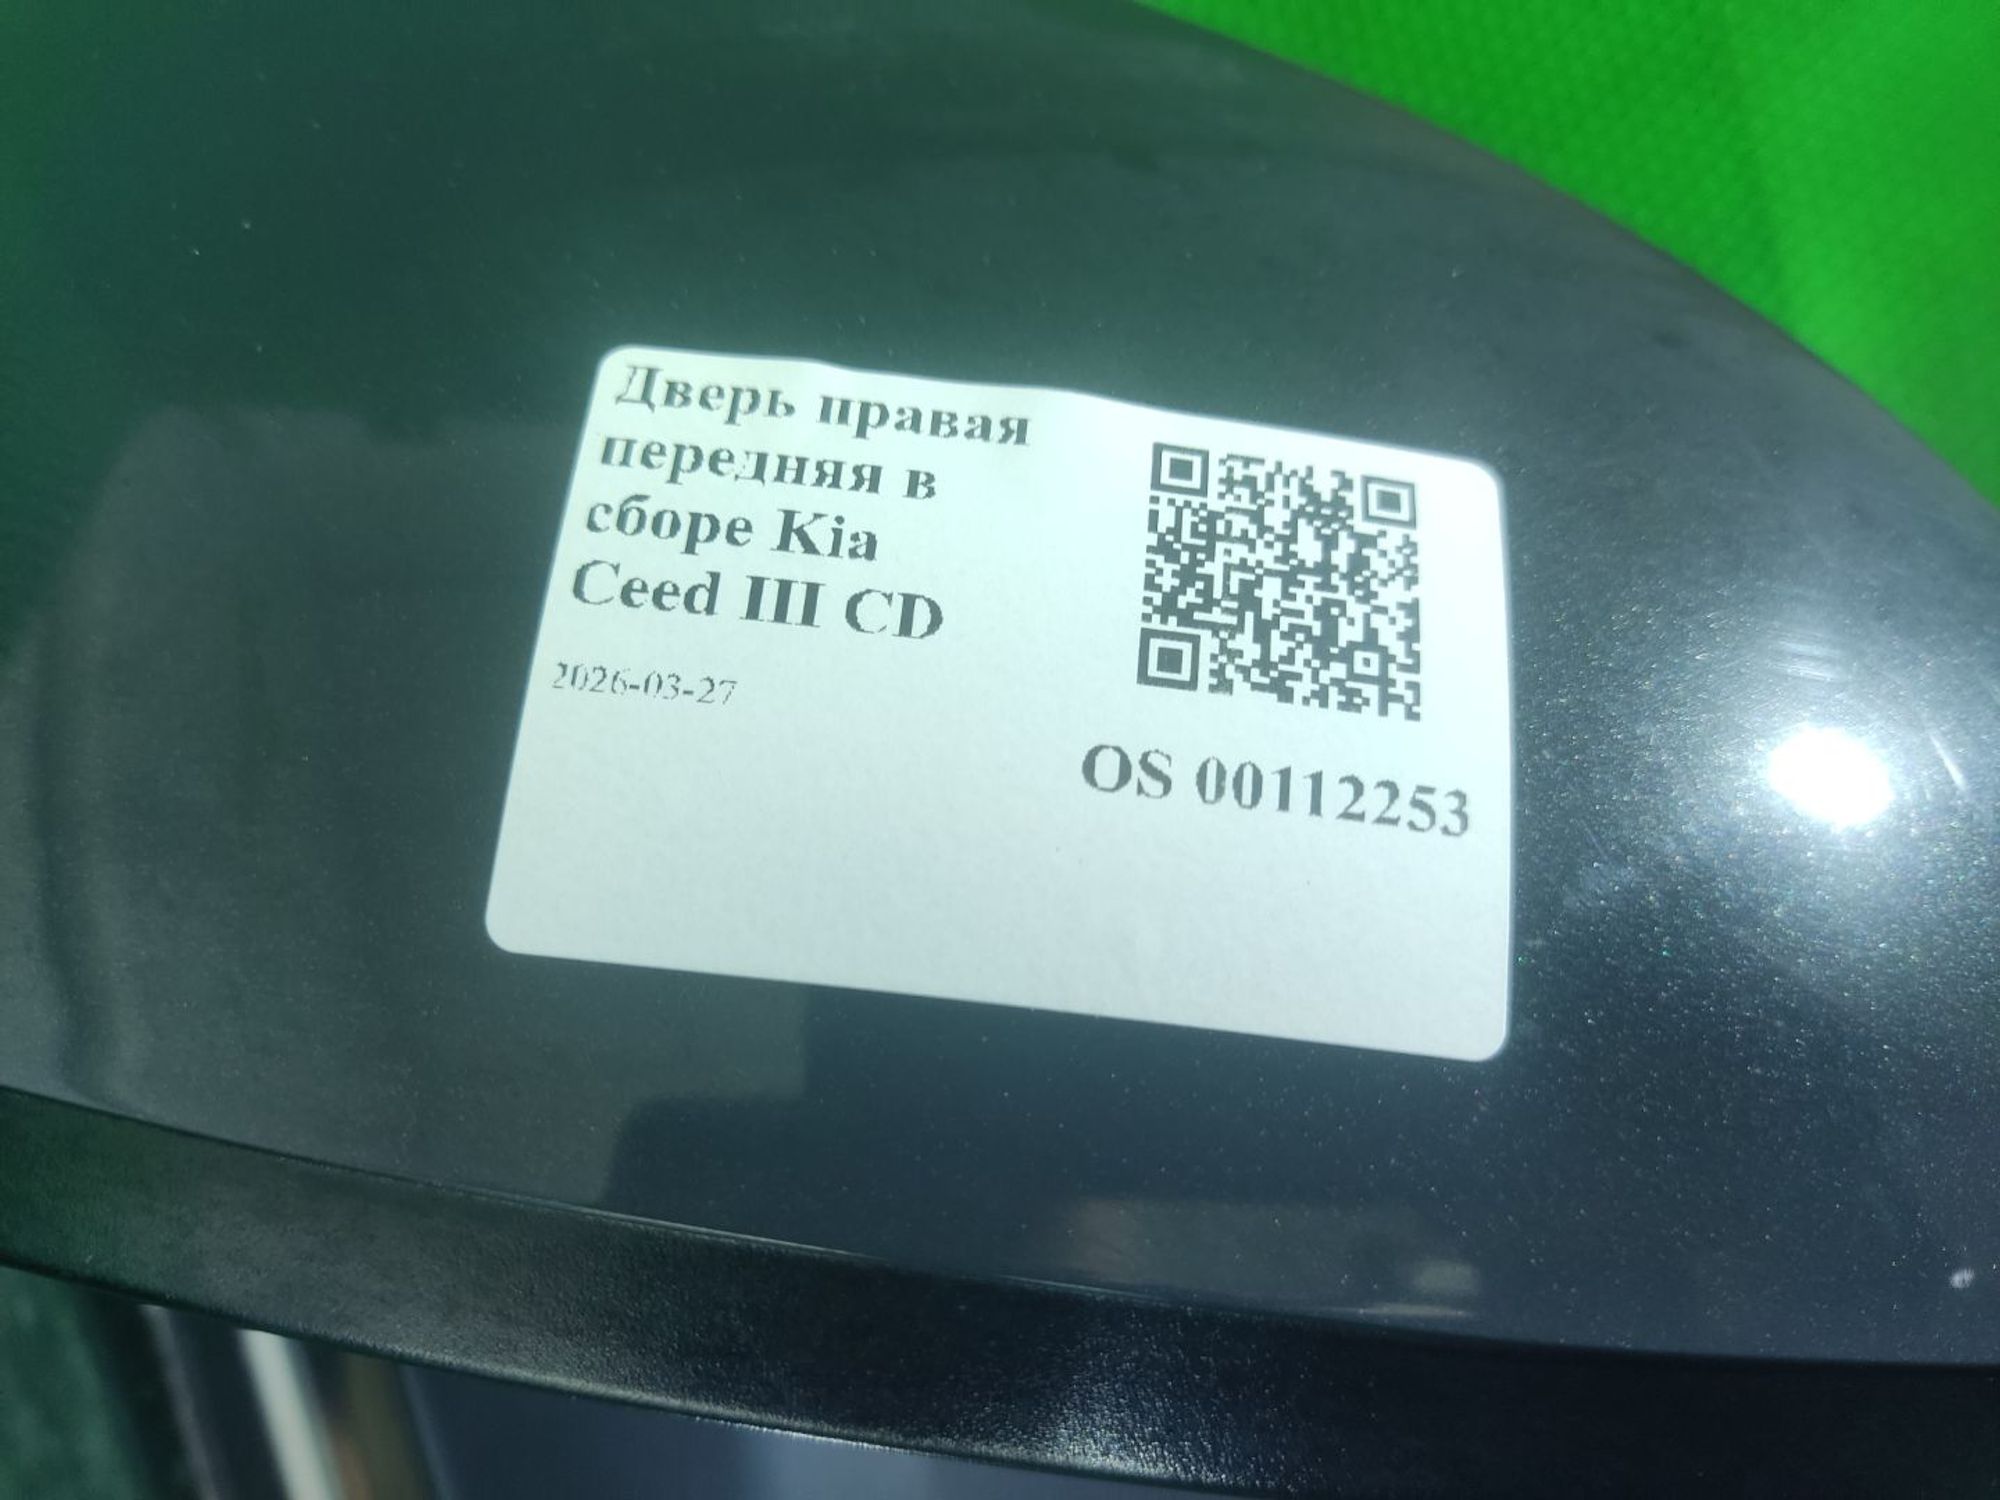 Дверь правая
передняя в
сборе Kia
Ceed III CD
2026-03-27
OS 00112253